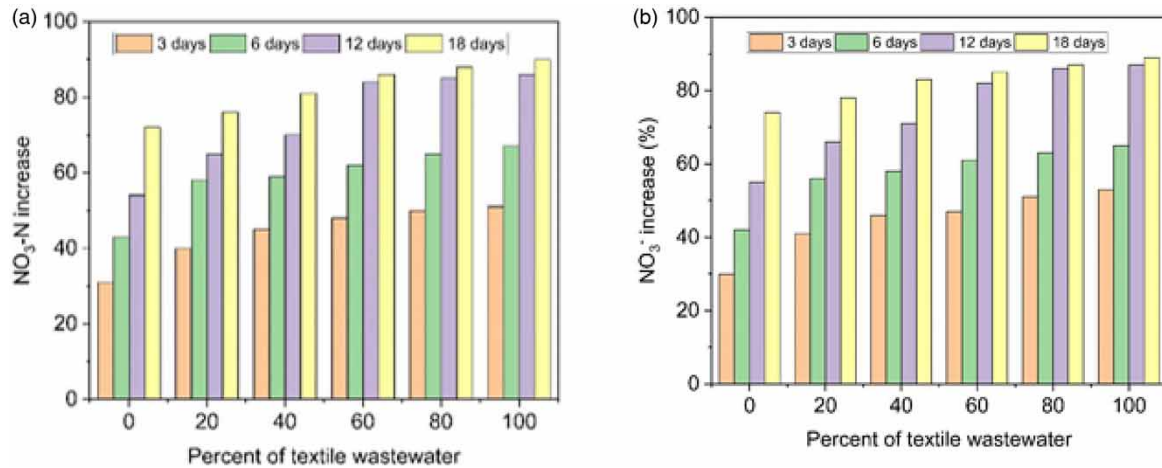 (a)
100
80
60
40
20
0
NO₃-N increase
3 days 6 days 12 days 18 days
0 20 40 60 80 100
Percent of textile wastewater
(b)
100
80
60
40
20
0
NO₃⁻ increase (%)
3 days 6 days 12 days 18 days
0 20 40 60 80 100
Percent of textile wastewater